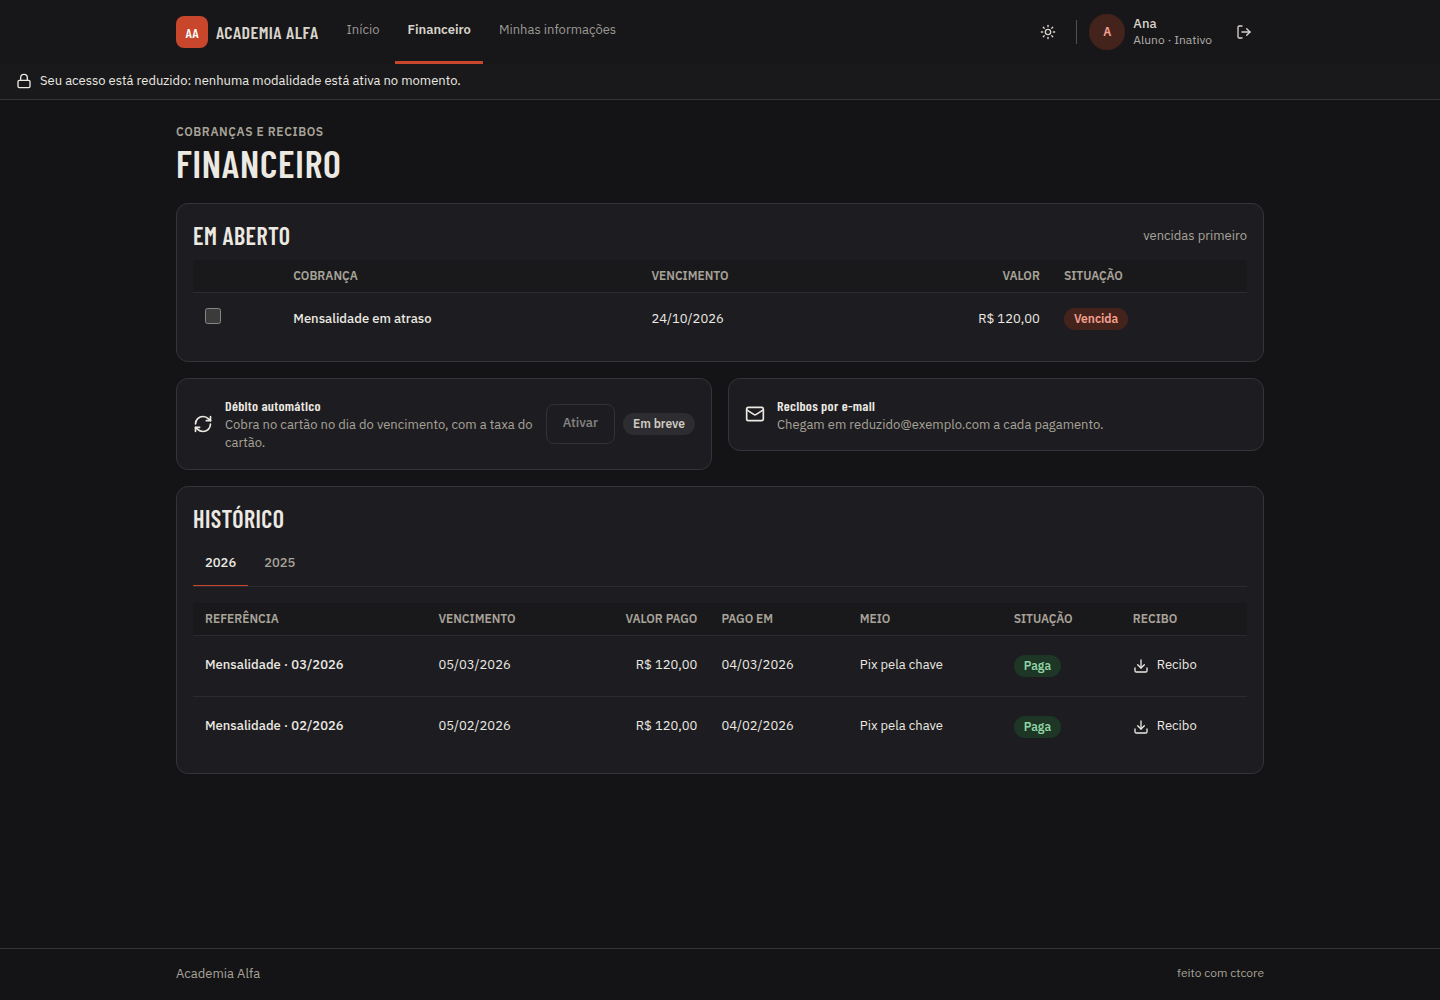 AA ACADEMIA ALFA Início Financeiro Minhas informações A Ana
Aluno · Inativo
Seu acesso está reduzido: nenhuma modalidade está ativa no momento.
COBRANÇAS E RECIBOS
FINANCEIRO
EM ABERTO vencidas primeiro
COBRANÇA VENCIMENTO VALOR SITUAÇÃO
Mensalidade em atraso 24/10/2026 R$ 120,00 Vencida
Débito automático
Cobra no cartão no dia do vencimento, com a taxa do
cartão.
Ativar Em breve
Recibos por e-mail
Chegam em reduzido@exemplo.com a cada pagamento.
HISTÓRICO
2026 2025
REFERÊNCIA VENCIMENTO VALOR PAGO PAGO EM MEIO SITUAÇÃO RECIBO
Mensalidade · 03/2026 05/03/2026 R$ 120,00 04/03/2026 Pix pela chave Paga Recibo
Mensalidade · 02/2026 05/02/2026 R$ 120,00 04/02/2026 Pix pela chave Paga Recibo
Academia Alfa feito com ctcore